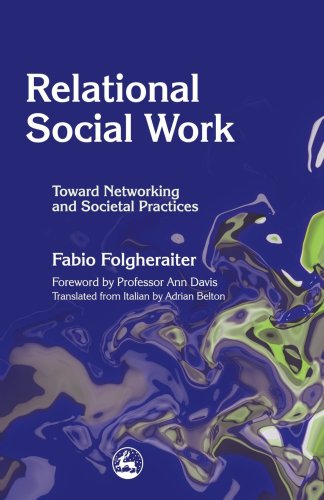 Relational
Social Work
Toward Networking
and Societal Practices
Fabio Folgheraiter
Foreword by Professor Ann Davis
Translated from Italian by Adrian Belton